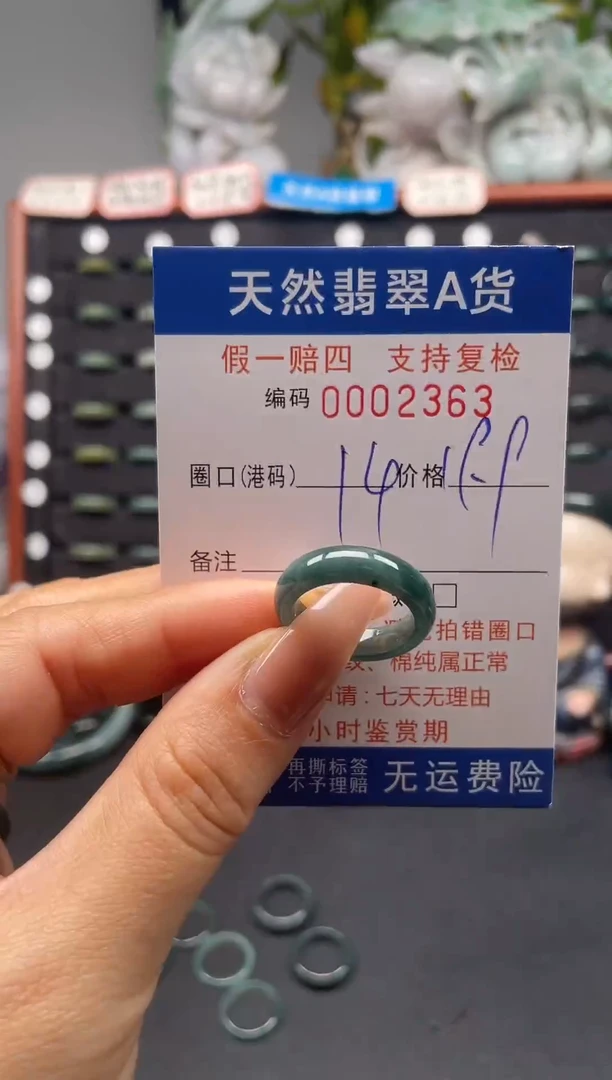 天然翡翠A货
假一赔四 支持复检
编码 0002363
圈口(港码) 14 价格
备注
拍错圈口
、棉纯属正常
请:七天无理由
小时鉴赏期
再撕标签
不予理赔 无运费险